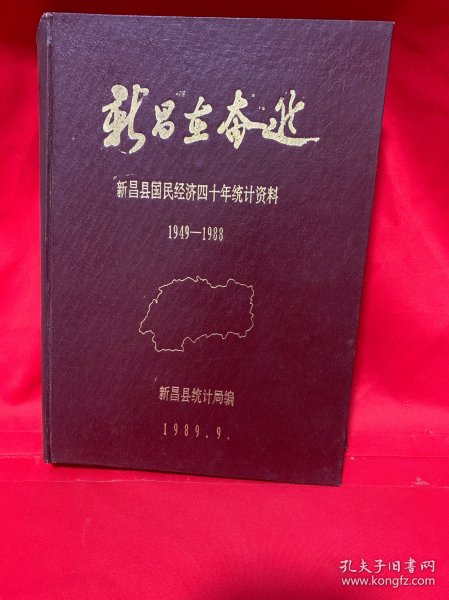 新昌在奋进
新昌县国民经济四十年统计资料
1949—1988
新昌县统计局编
1989.9.
孔夫子旧书网
www.kongfz.com